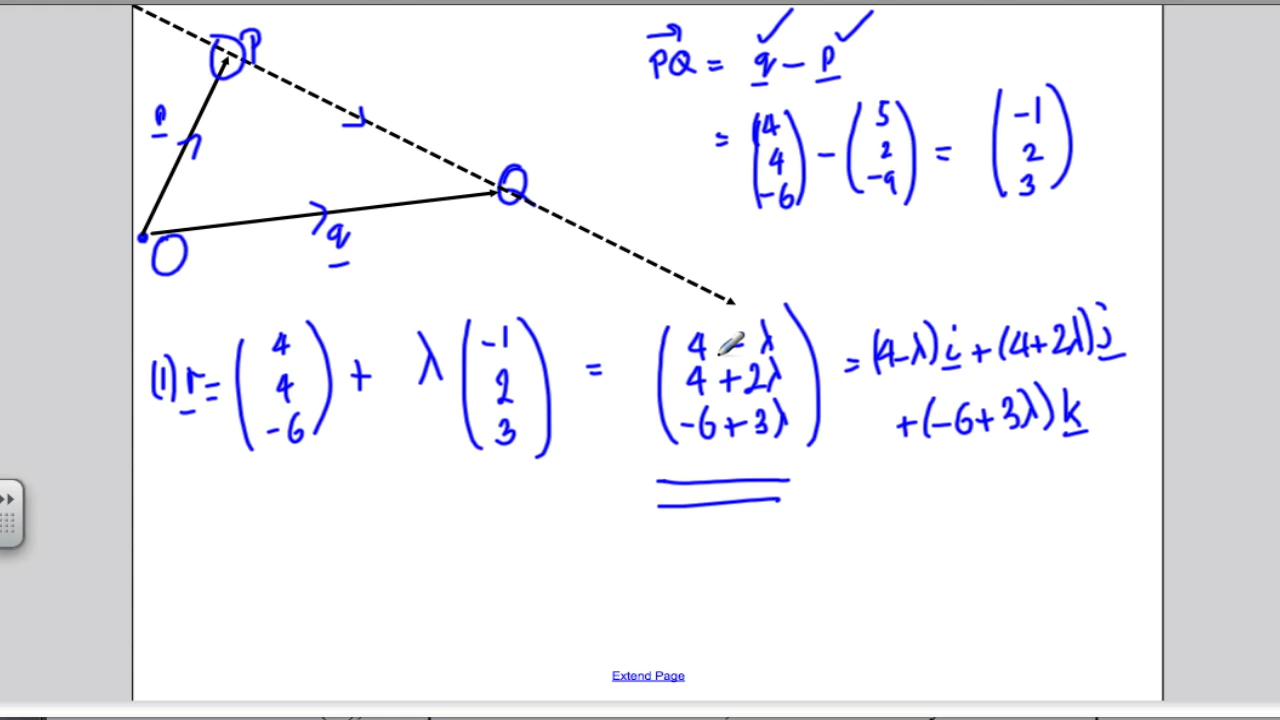 P
p
Q
O
q
PQ = q - p
= (4 4 -6) - (5 2 -9) = (-1 2 3)
(1) r = (4 4 -6) + λ (-1 2 3) = (4 - λ 4 + 2λ -6 + 3λ) = (4-λ)i + (4+2λ)j
+ (-6+3λ)k
Extend Page